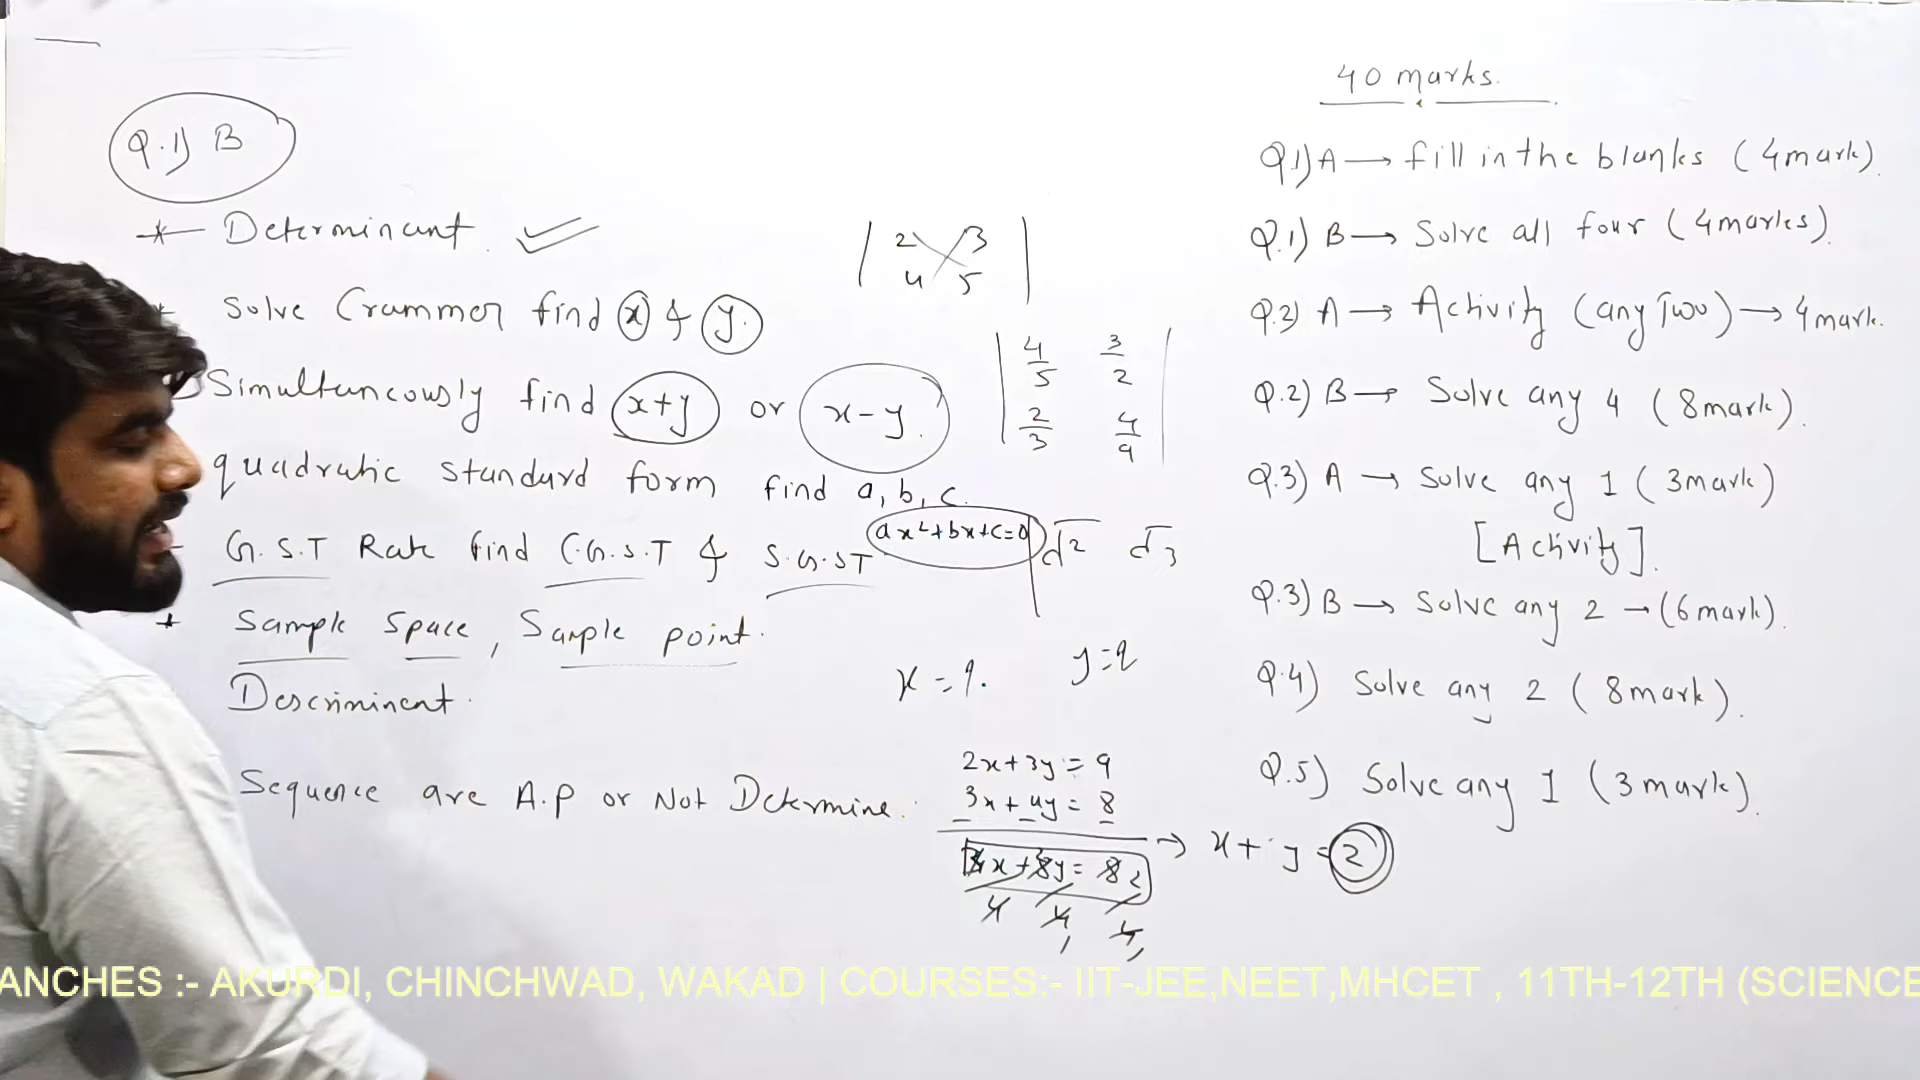 Q.1) B
* Determinant.
Solve Crammer find x & y.
Simultaneously find x+y or x-y.
quadratic standard form find a, b, c.
ax²+bx+c=0
√2 √3
G.S.T Rate find C.G.S.T & S.G.ST
* Sample Space, Sample point.
Descriminent.
Sequence are A.P or Not Determine.
2 3
4 5
4/5 3/2
2/3 4/9
2x+3y=9
3x+4y=8
→ x+y=2
40 marks.
Q1)A → fill in the blanks (4mark).
Q.1) B → Solve all four (4marks).
Q.2) A → Activity (any Two) → 4mark.
Q.2) B → Solve any 4 (8mark).
Q.3) A → Solve any 1 (3mark)
[Activity].
Q.3) B → Solve any 2 → (6mark).
Q.4) Solve any 2 (8mark).
Q.5) Solve any 1 (3mark).
ANCHES :- AKURDI, CHINCHWAD, WAKAD | COURSES:- IIT-JEE,NEET,MHCET , 11TH-12TH (SCIENCE